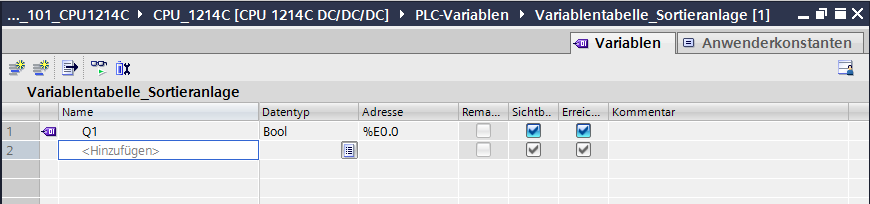 ..._101_CPU1214C ▸ CPU_1214C [CPU 1214C DC/DC/DC] ▸ PLC-Variablen ▸ Variablentabelle_Sortieranlage [1]
Variablen Anwenderkonstanten
Variablentabelle_Sortieranlage
Name Datentyp Adresse Rema... Sichtb... Erreic... Kommentar
1 Q1 Bool %E0.0
2 <Hinzufügen>